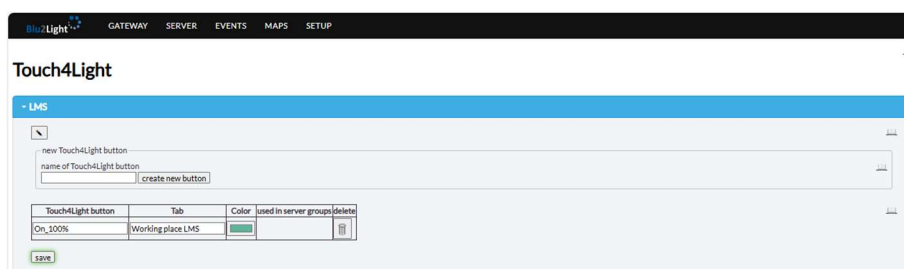 Blu2Light GATEWAY SERVER EVENTS MAPS SETUP
Touch4Light
- LMS
new Touch4Light button
name of Touch4Light button
create new button
Touch4Light button Tab Color used in server groups delete
On_100% Working place LMS
save